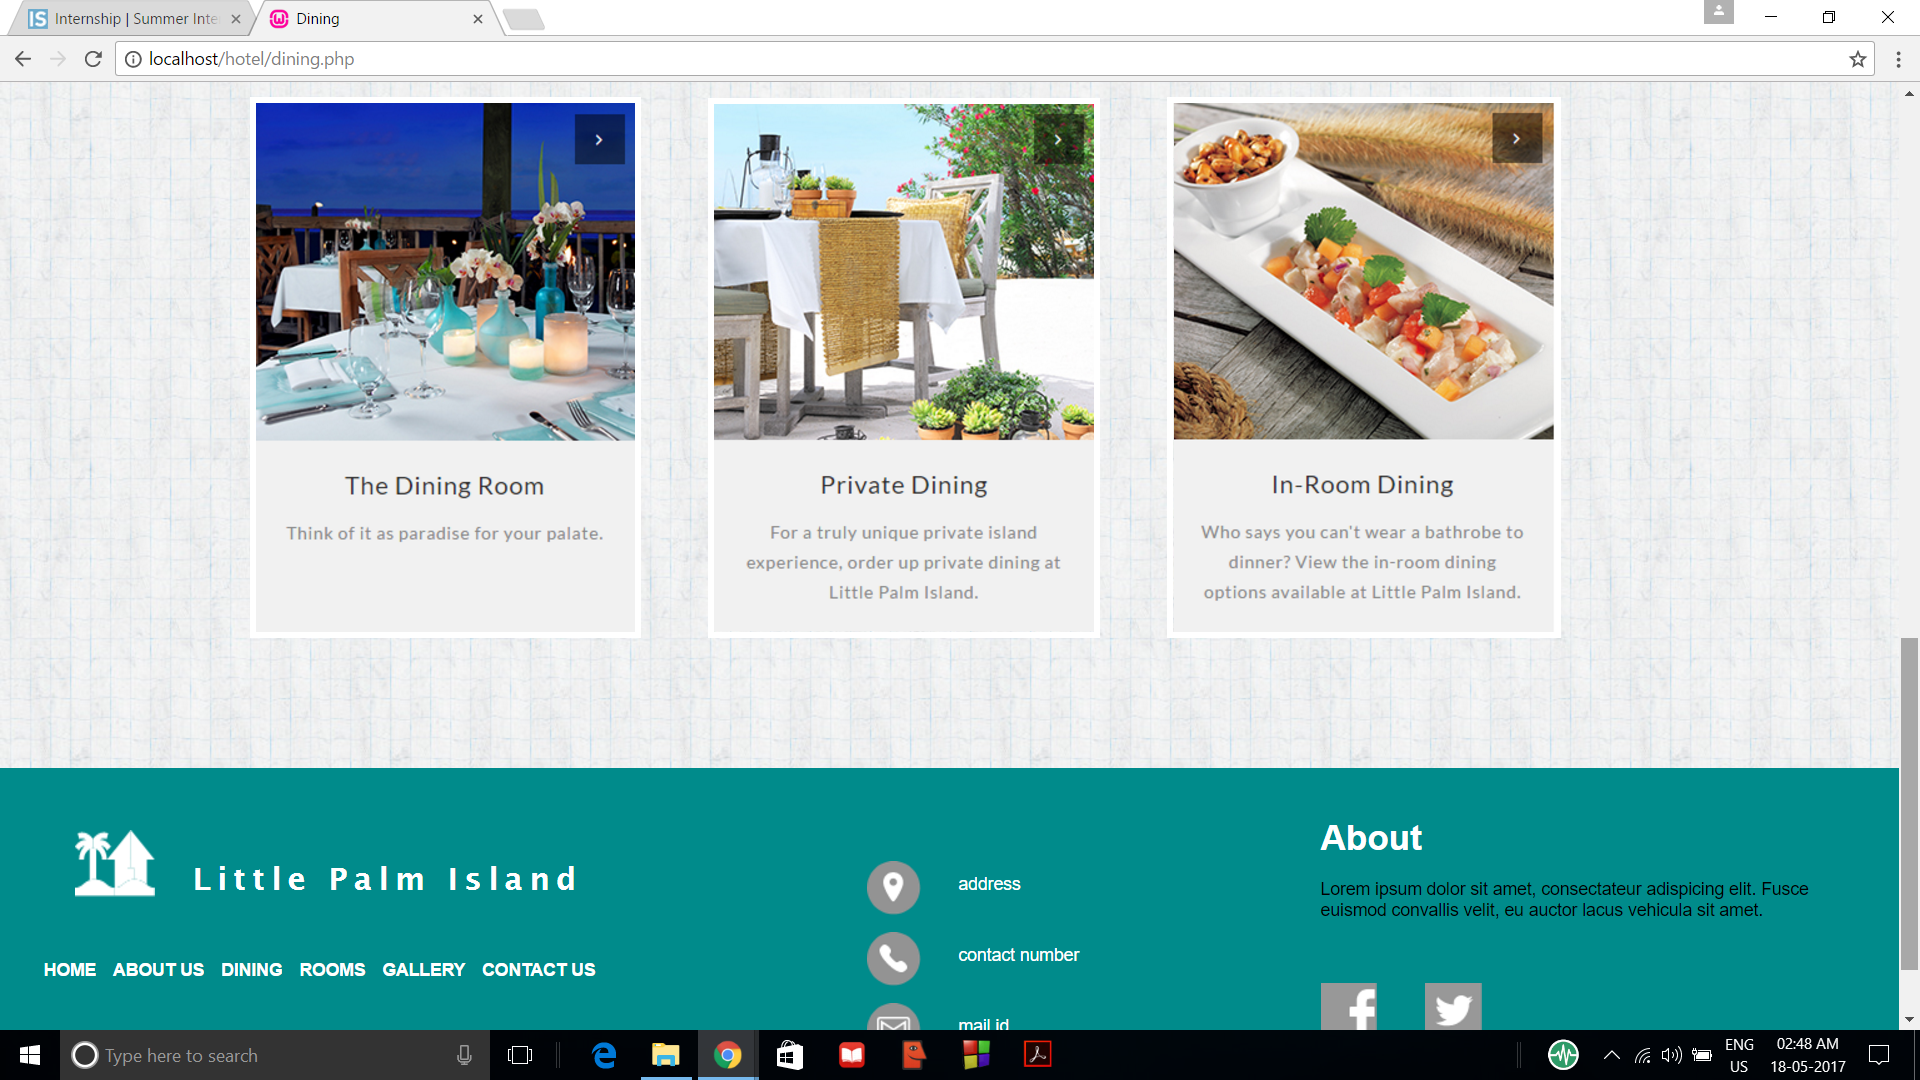 Internship | Summer Inte
Dining
localhost/hotel/dining.php
The Dining Room
Think of it as paradise for your palate.
Private Dining
For a truly unique private island
experience, order up private dining at
Little Palm Island.
In-Room Dining
Who says you can't wear a bathrobe to
dinner? View the in-room dining
options available at Little Palm Island.
Little Palm Island
HOME ABOUT US DINING ROOMS GALLERY CONTACT US
address
contact number
mail id
About
Lorem ipsum dolor sit amet, consectateur adispicing elit. Fusce
euismod convallis velit, eu auctor lacus vehicula sit amet.
Type here to search
ENG
US
02:48 AM
18-05-2017